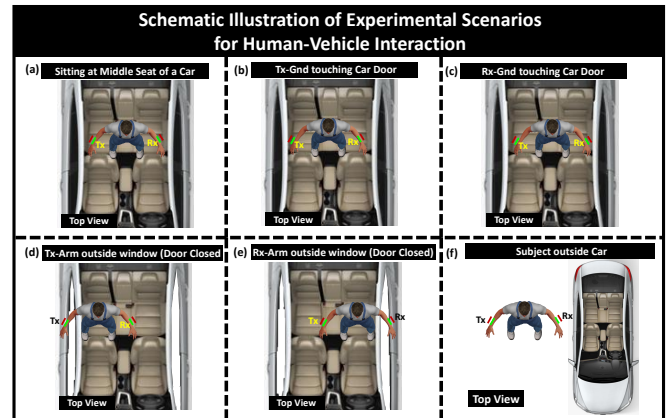 Schematic Illustration of Experimental Scenarios
for Human-Vehicle Interaction
(a) Sitting at Middle Seat of a Car
Tx
Rx
Top View
(b) Tx-Gnd touching Car Door
Tx
Rx
Top View
(c) Rx-Gnd touching Car Door
Tx
Rx
Top View
(d) Tx-Arm outside window (Door Closed
Tx
Rx
Top View
(e) Rx-Arm outside window (Door Closed)
Tx
Rx
Top View
(f) Subject outside Car
Tx
Rx
Top View